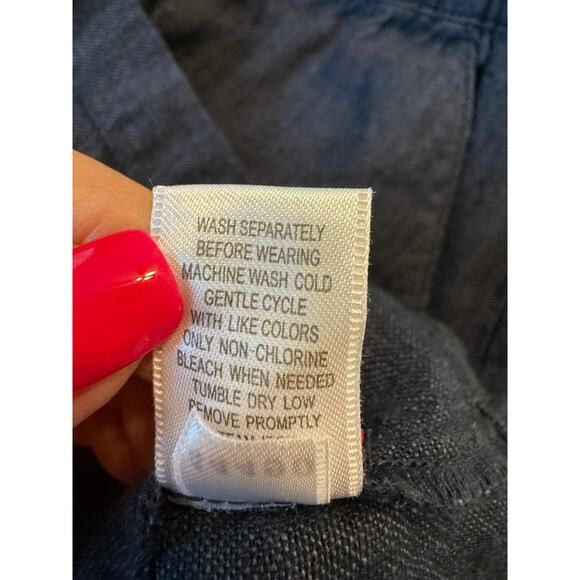 WASH SEPARATELY
BEFORE WEARING
MACHINE WASH COLD
GENTLE CYCLE
WITH LIKE COLORS
ONLY NON-CHLORINE
BLEACH WHEN NEEDED
TUMBLE DRY LOW
REMOVE PROMPTLY